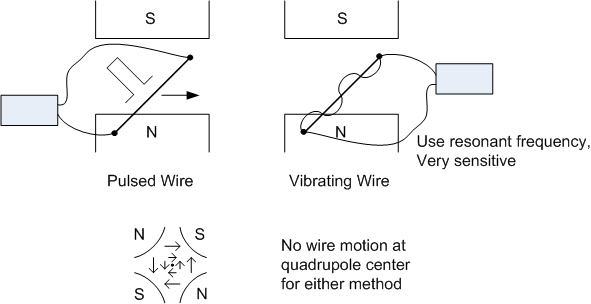 S
N
Pulsed Wire
S
N
Vibrating Wire
Use resonant frequency,
Very sensitive
N S
S N
No wire motion at
quadrupole center
for either method